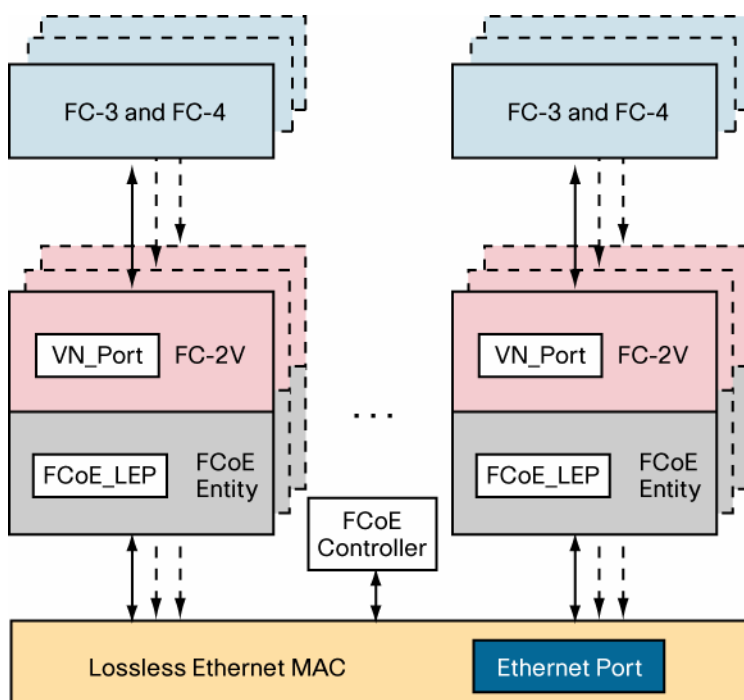 FC-3 and FC-4
FC-3 and FC-4
VN_Port
FC-2V
VN_Port
FC-2V
...
FCoE_LEP
FCoE
Entity
FCoE_LEP
FCoE
Entity
FCoE
Controller
Lossless Ethernet MAC
Ethernet Port